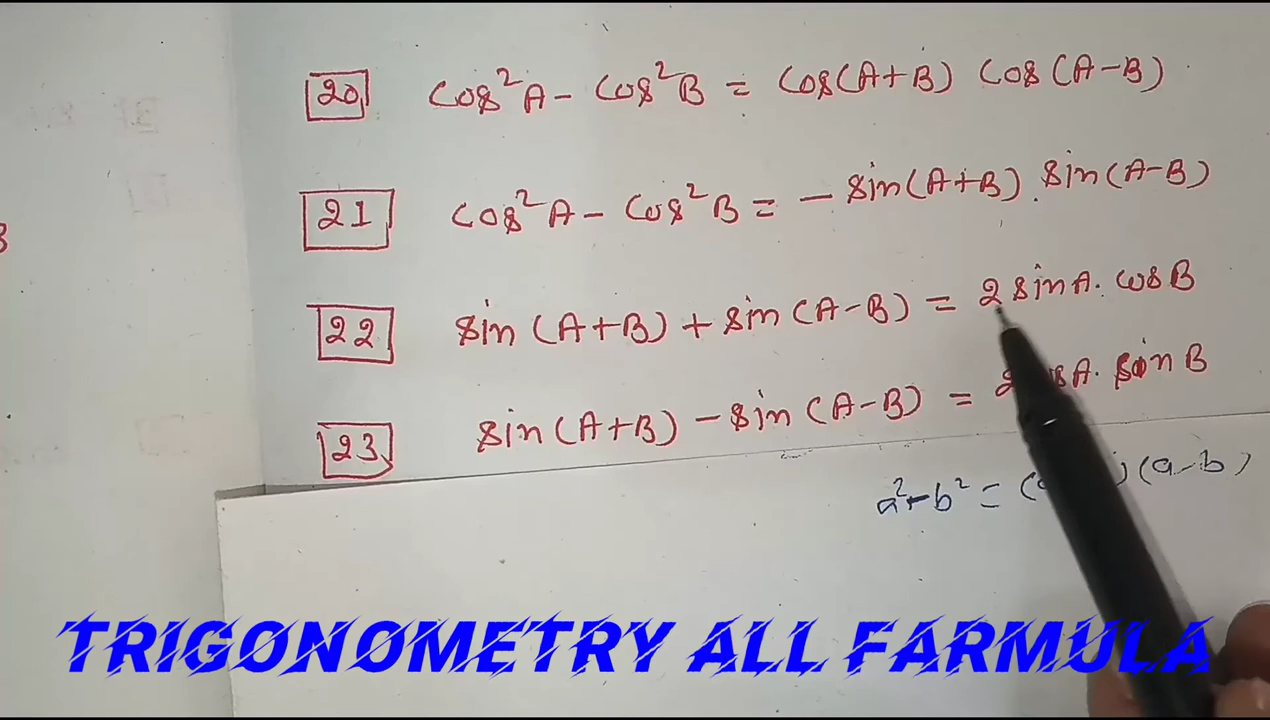 20 cos²A - cos²B = cos(A+B) cos(A-B)
21 cos²A - cos²B = - sin(A+B) . sin(A-B)
22 sin(A+B) + sin(A-B) = 2 sinA. cosB
23 sin(A+B) - sin(A-B) = A. sin B
a² - b² = ( )(a-b)
TRIGONOMETRY ALL FARMULA